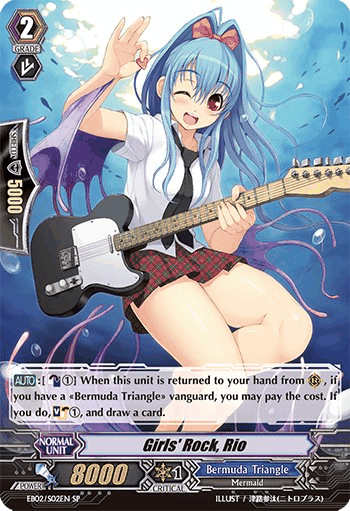 2
GRADE
SHIELD
5000
AUTO :[ ①] When this unit is returned to your hand from , if
you have a «Bermuda Triangle» vanguard, you may pay the cost. If
you do, ①, and draw a card.
NORMAL UNIT
Girls' Rock, Rio
POWER 8000
1 CRITICAL
Bermuda Triangle
Mermaid
EB02/S02EN SP
ILLUST / 津路参汰(ニトロプラス)